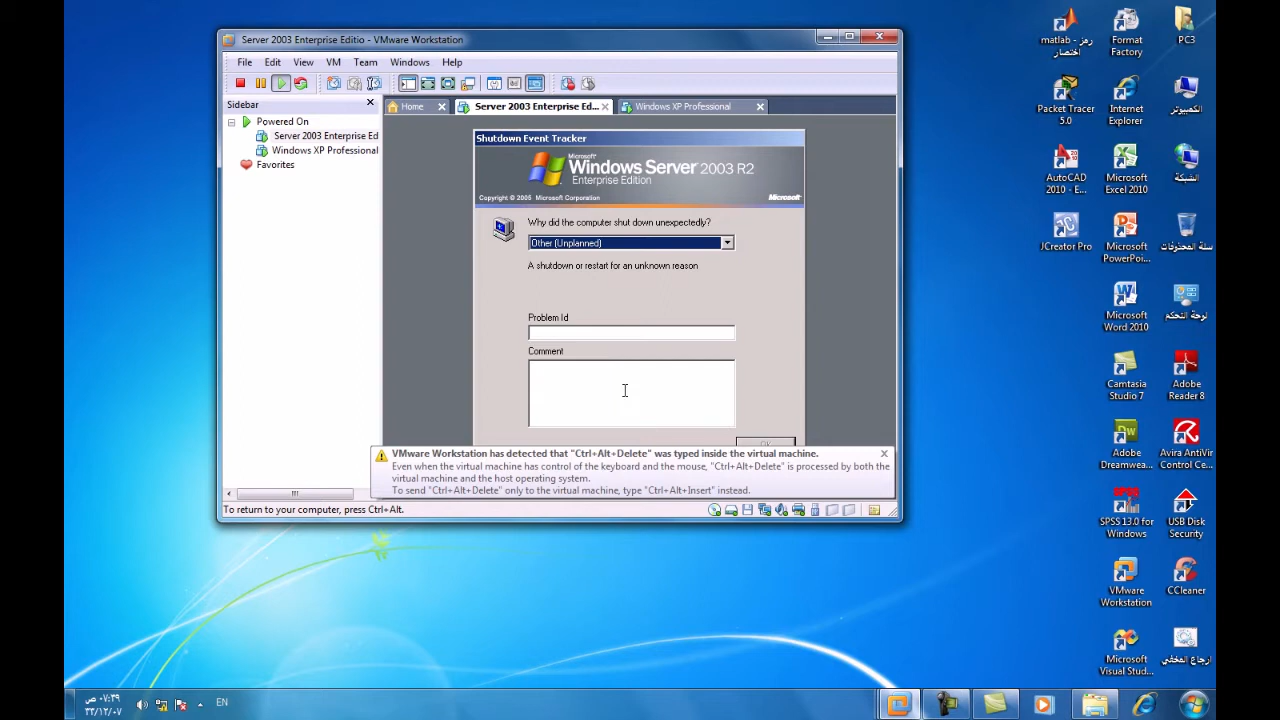 Server 2003 Enterprise Editio - VMware Workstation
File Edit View VM Team Windows Help
Sidebar
Powered On
Server 2003 Enterprise Ed
Windows XP Professional
Favorites
Home
Server 2003 Enterprise Ed...
Windows XP Professional
Shutdown Event Tracker
Microsoft
Windows Server 2003 R2
Enterprise Edition
Copyright © 2005 Microsoft Corporation
Microsoft
Why did the computer shut down unexpectedly?
Other (Unplanned)
A shutdown or restart for an unknown reason
Problem Id
Comment
OK
VMware Workstation has detected that "Ctrl+Alt+Delete" was typed inside the virtual machine.
Even when the virtual machine has control of the keyboard and the mouse, "Ctrl+Alt+Delete" is processed by both the
virtual machine and the host operating system.
To send "Ctrl+Alt+Delete" only to the virtual machine, type "Ctrl+Alt+Insert" instead.
To return to your computer, press Ctrl+Alt.
matlab - رمز
اختصار
Format
Factory
PC3
Packet Tracer
5.0
Internet
Explorer
الكمبيوتر
AutoCAD
2010 - E...
Microsoft
Excel 2010
الشبكة
JCreator Pro
Microsoft
PowerPoi...
سلة المحذوفات
Microsoft
Word 2010
لوحة التحكم
Camtasia
Studio 7
Adobe
Reader 8
Adobe
Dreamwea...
Avira AntiVir
Control Ce...
SPSS 13.0 for
Windows
USB Disk
Security
VMware
Workstation
CCleaner
Microsoft
Visual Stud...
ارجاع المخفي
٠٧:٣٩ ص
٣٣/١٢/٠٧
EN